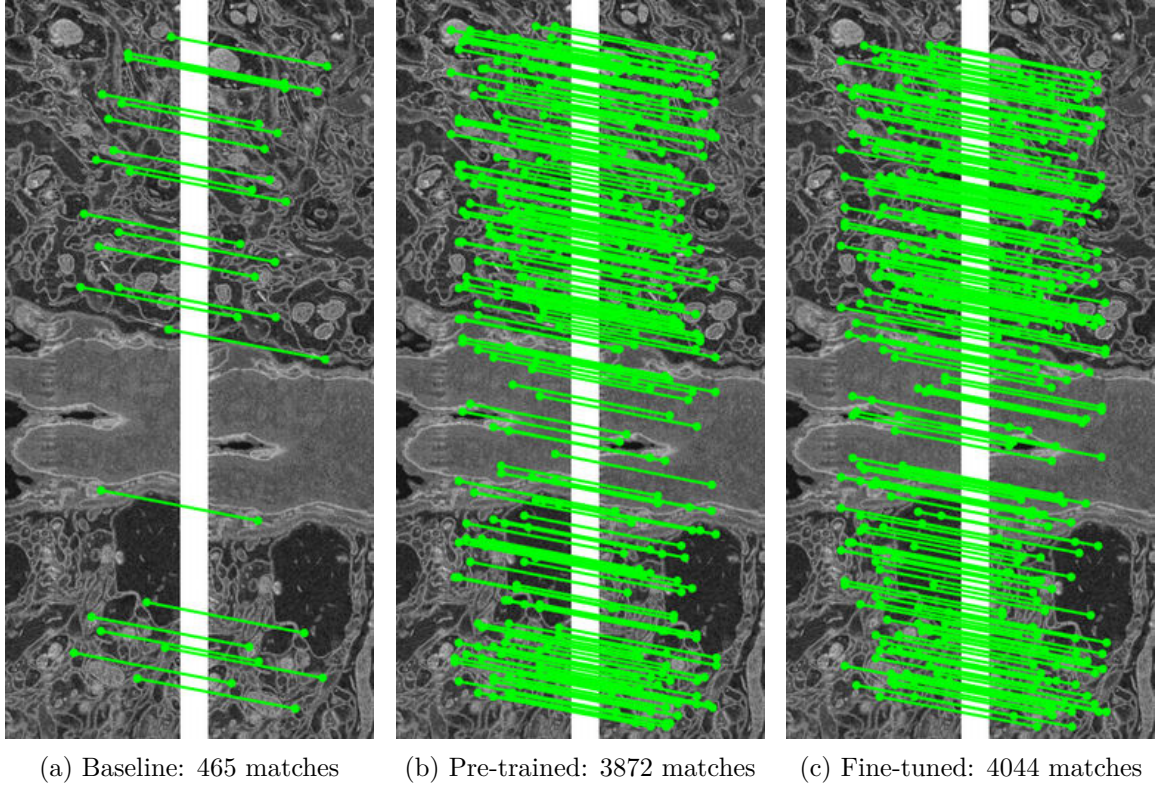 (a) Baseline: 465 matches
(b) Pre-trained: 3872 matches
(c) Fine-tuned: 4044 matches